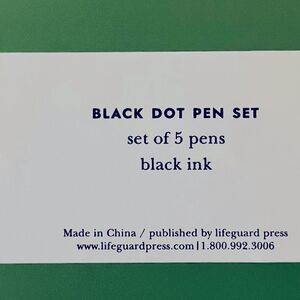 BLACK DOT PEN SET
set of 5 pens
black ink
Made in China / published by lifeguard press
www.lifeguardpress.com | 1.800.992.3006